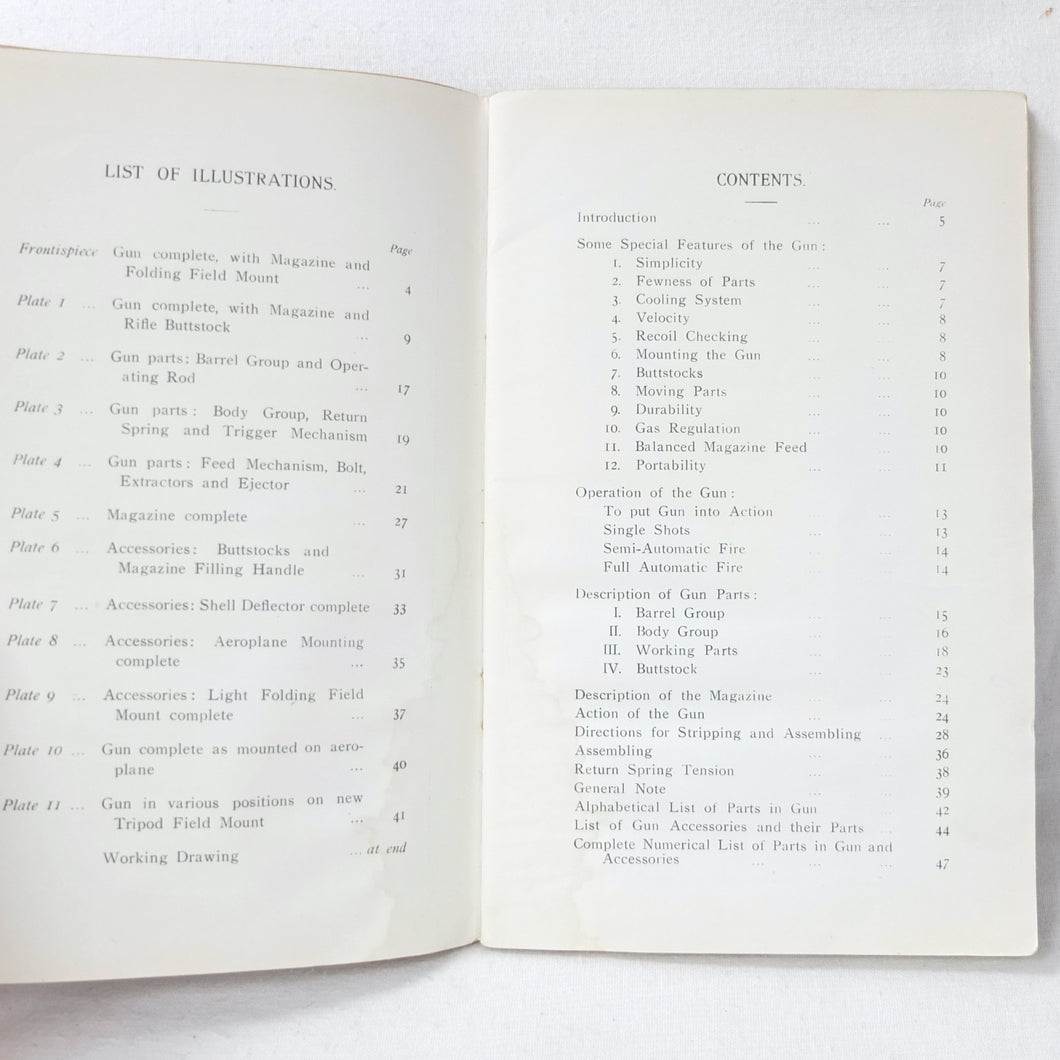 LIST OF ILLUSTRATIONS.
Page
Frontispiece Gun complete, with Magazine and
Folding Field Mount ... 4
Plate 1 ... Gun complete, with Magazine and
Rifle Buttstock ... 9
Plate 2 ... Gun parts: Barrel Group and Oper-
ating Rod ... 17
Plate 3 ... Gun parts: Body Group, Return
Spring and Trigger Mechanism 19
Plate 4 ... Gun parts: Feed Mechanism, Bolt,
Extractors and Ejector ... 21
Plate 5 ... Magazine complete ... 27
Plate 6 ... Accessories: Buttstocks and
Magazine Filling Handle ... 31
Plate 7 ... Accessories: Shell Deflector complete 33
Plate 8 ... Accessories: Aeroplane Mounting
complete ... 35
Plate 9 ... Accessories: Light Folding Field
Mount complete ... 37
Plate 10 ... Gun complete as mounted on aero-
plane ... 40
Plate 11 ... Gun in various positions on new
Tripod Field Mount ... 41
Working Drawing ... at end
CONTENTS.
Page
Introduction ... ... 5
Some Special Features of the Gun:
1. Simplicity ... ... 7
2. Fewness of Parts ... ... 7
3. Cooling System ... ... 7
4. Velocity ... ... 8
5. Recoil Checking ... ... 8
6. Mounting the Gun ... ... 8
7. Buttstocks ... ... 10
8. Moving Parts ... ... 10
9. Durability ... ... 10
10. Gas Regulation ... ... 10
11. Balanced Magazine Feed ... 10
12. Portability ... ... 11
Operation of the Gun:
To put Gun into Action ... 13
Single Shots ... ... 13
Semi-Automatic Fire ... ... 14
Full Automatic Fire ... ... 14
Description of Gun Parts:
I. Barrel Group ... ... 15
II. Body Group ... ... 16
III. Working Parts ... ... 18
IV. Buttstock ... ... 23
Description of the Magazine ... ... 24
Action of the Gun ... ... 24
Directions for Stripping and Assembling ... 28
Assembling ... ... 36
Return Spring Tension ... ... 38
General Note ... ... 39
Alphabetical List of Parts in Gun ... 42
List of Gun Accessories and their Parts ... 44
Complete Numerical List of Parts in Gun and
Accessories ... ... ... 47